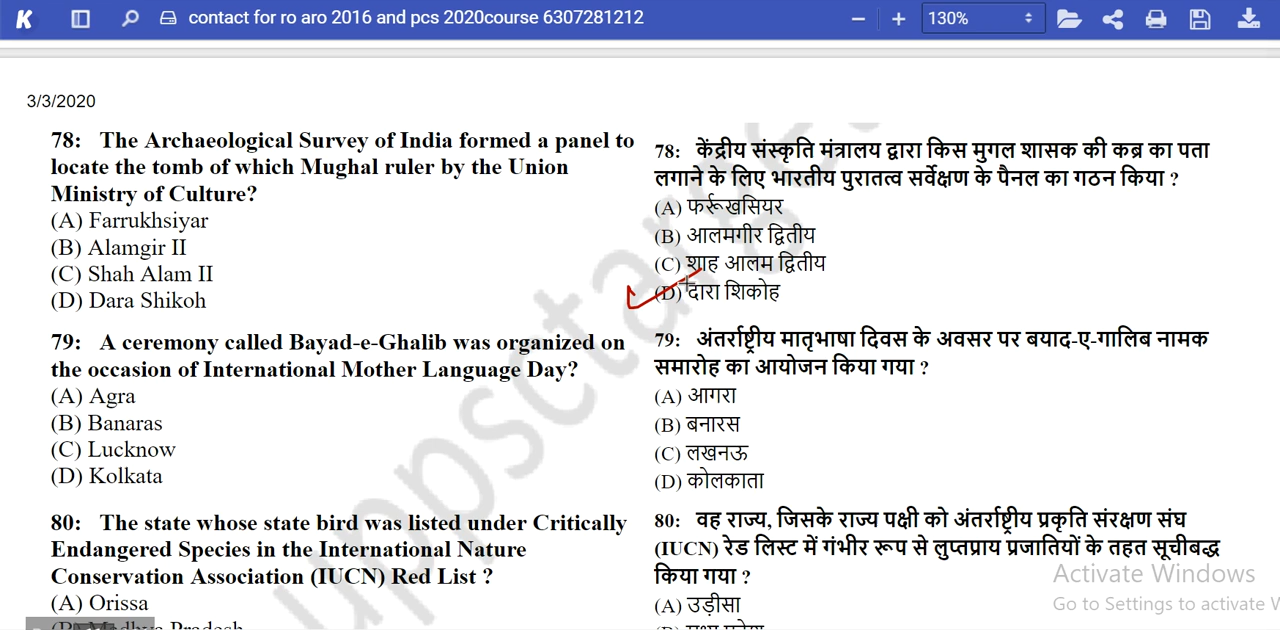 contact for ro aro 2016 and pcs 2020course 6307281212
130%
3/3/2020
78: The Archaeological Survey of India formed a panel to
locate the tomb of which Mughal ruler by the Union
Ministry of Culture?
(A) Farrukhsiyar
(B) Alamgir II
(C) Shah Alam II
(D) Dara Shikoh
79: A ceremony called Bayad-e-Ghalib was organized on
the occasion of International Mother Language Day?
(A) Agra
(B) Banaras
(C) Lucknow
(D) Kolkata
80: The state whose state bird was listed under Critically
Endangered Species in the International Nature
Conservation Association (IUCN) Red List ?
(A) Orissa
78: केंद्रीय संस्कृति मंत्रालय द्वारा किस मुगल शासक की कब्र का पता
लगाने के लिए भारतीय पुरातत्व सर्वेक्षण के पैनल का गठन किया ?
(A) फर्रूखसियर
(B) आलमगीर द्वितीय
(C) शाह आलम द्वितीय
(D) दारा शिकोह
79: अंतर्राष्ट्रीय मातृभाषा दिवस के अवसर पर बयाद-ए-गालिब नामक
समारोह का आयोजन किया गया ?
(A) आगरा
(B) बनारस
(C) लखनऊ
(D) कोलकाता
80: वह राज्य, जिसके राज्य पक्षी को अंतर्राष्ट्रीय प्रकृति संरक्षण संघ
(IUCN) रेड लिस्ट में गंभीर रूप से लुप्तप्राय प्रजातियों के तहत सूचीबद्ध
किया गया ?
(A) उड़ीसा
Activate Windows
Go to Settings to activate W
uppsctarget